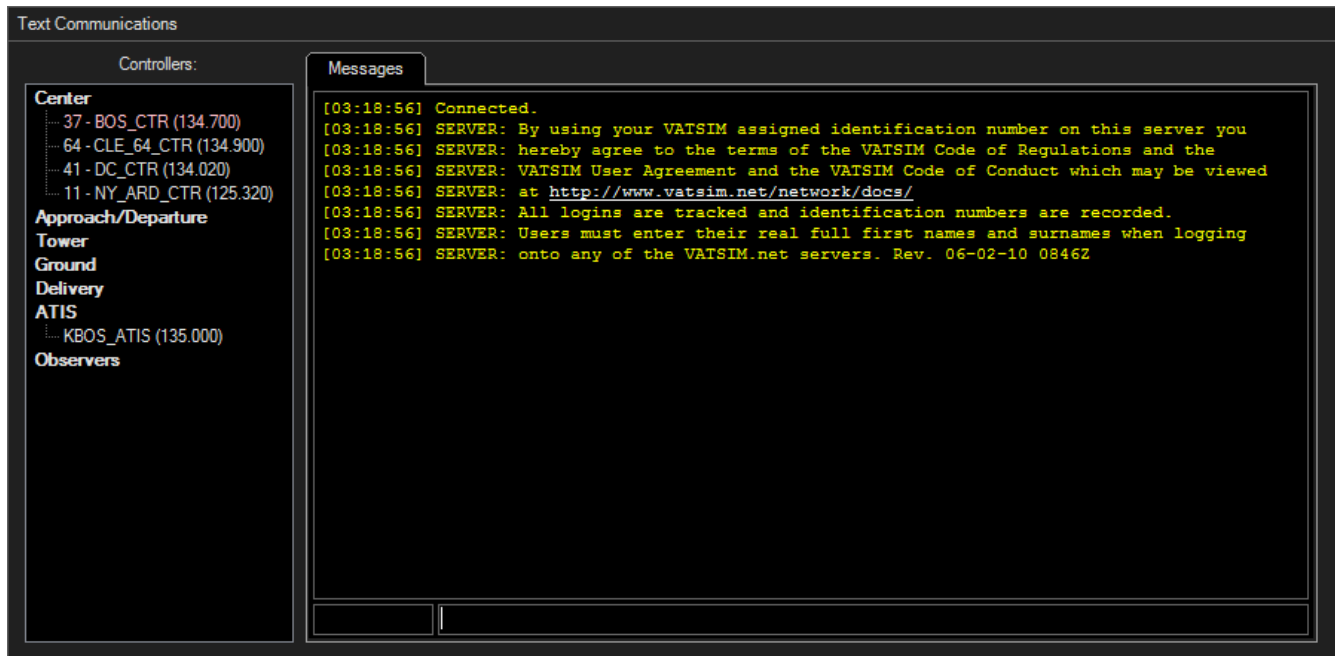 Text Communications
Controllers:
Center
37 - BOS_CTR (134.700)
64 - CLE_64_CTR (134.900)
41 - DC_CTR (134.020)
11 - NY_ARD_CTR (125.320)
Approach/Departure
Tower
Ground
Delivery
ATIS
KBOS_ATIS (135.000)
Observers
Messages
[03:18:56] Connected.
[03:18:56] SERVER: By using your VATSIM assigned identification number on this server you
[03:18:56] SERVER: hereby agree to the terms of the VATSIM Code of Regulations and the
[03:18:56] SERVER: VATSIM User Agreement and the VATSIM Code of Conduct which may be viewed
[03:18:56] SERVER: at http://www.vatsim.net/network/docs/
[03:18:56] SERVER: All logins are tracked and identification numbers are recorded.
[03:18:56] SERVER: Users must enter their real full first names and surnames when logging
[03:18:56] SERVER: onto any of the VATSIM.net servers. Rev. 06-02-10 0846Z